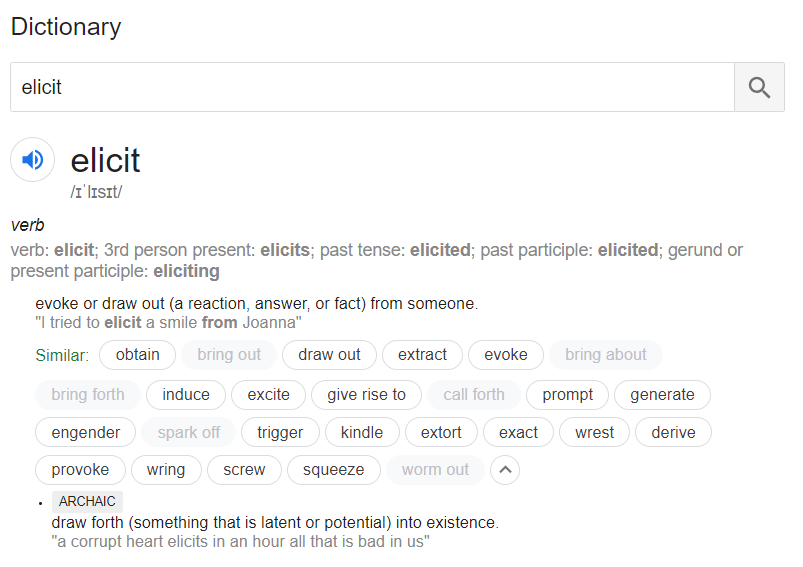 Dictionary
elicit
elicit
/ɪˈlɪsɪt/
verb
verb: elicit; 3rd person present: elicits; past tense: elicited; past participle: elicited; gerund or
present participle: eliciting
evoke or draw out (a reaction, answer, or fact) from someone.
"I tried to elicit a smile from Joanna"
Similar: obtain bring out draw out extract evoke bring about
bring forth induce excite give rise to call forth prompt generate
engender spark off trigger kindle extort exact wrest derive
provoke wring screw squeeze worm out
• ARCHAIC
draw forth (something that is latent or potential) into existence.
"a corrupt heart elicits in an hour all that is bad in us"